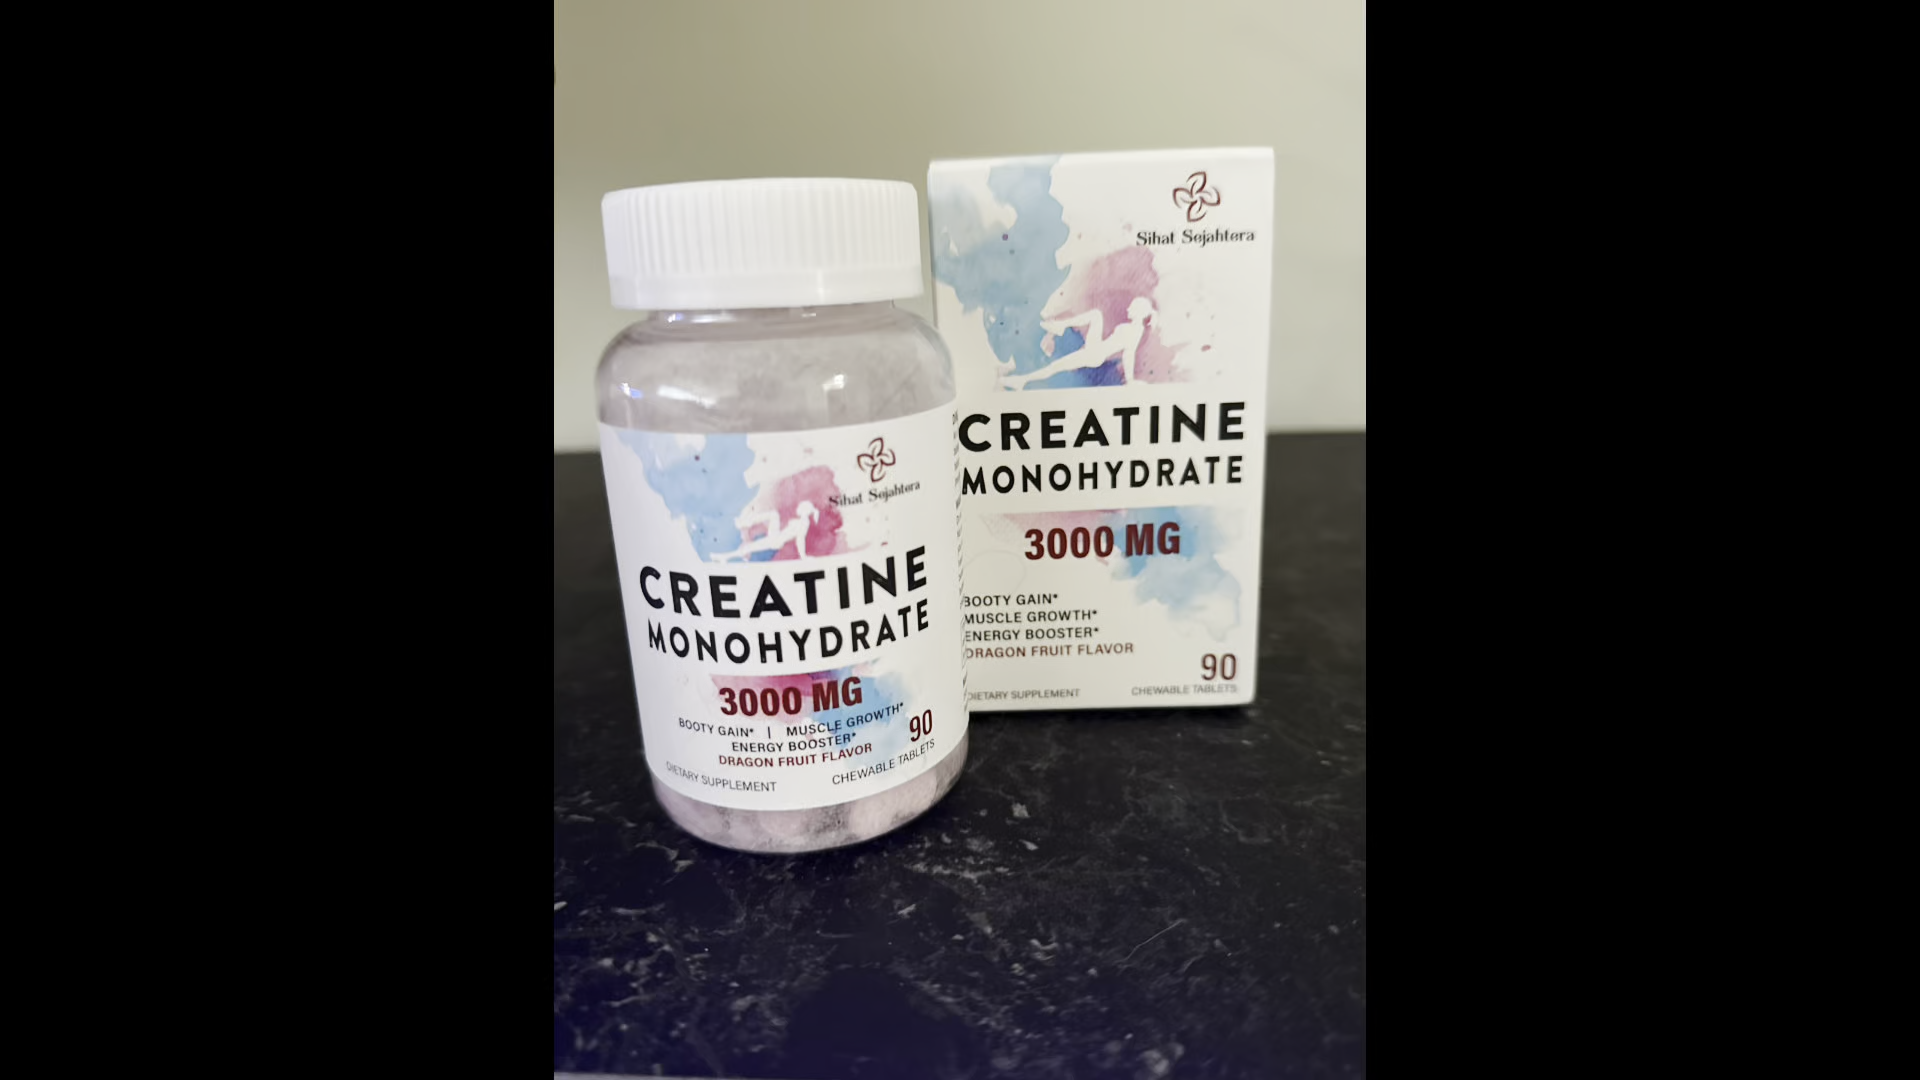 Sihat Sejahtera
CREATINE
MONOHYDRATE
3000 MG
BOOTY GAIN* | MUSCLE GROWTH*
ENERGY BOOSTER*
DRAGON FRUIT FLAVOR
90
DIETARY SUPPLEMENT
CHEWABLE TABLETS
Sihat Sejahtera
CREATINE
MONOHYDRATE
3000 MG
BOOTY GAIN*
MUSCLE GROWTH*
ENERGY BOOSTER*
DRAGON FRUIT FLAVOR
90
DIETARY SUPPLEMENT
CHEWABLE TABLETS